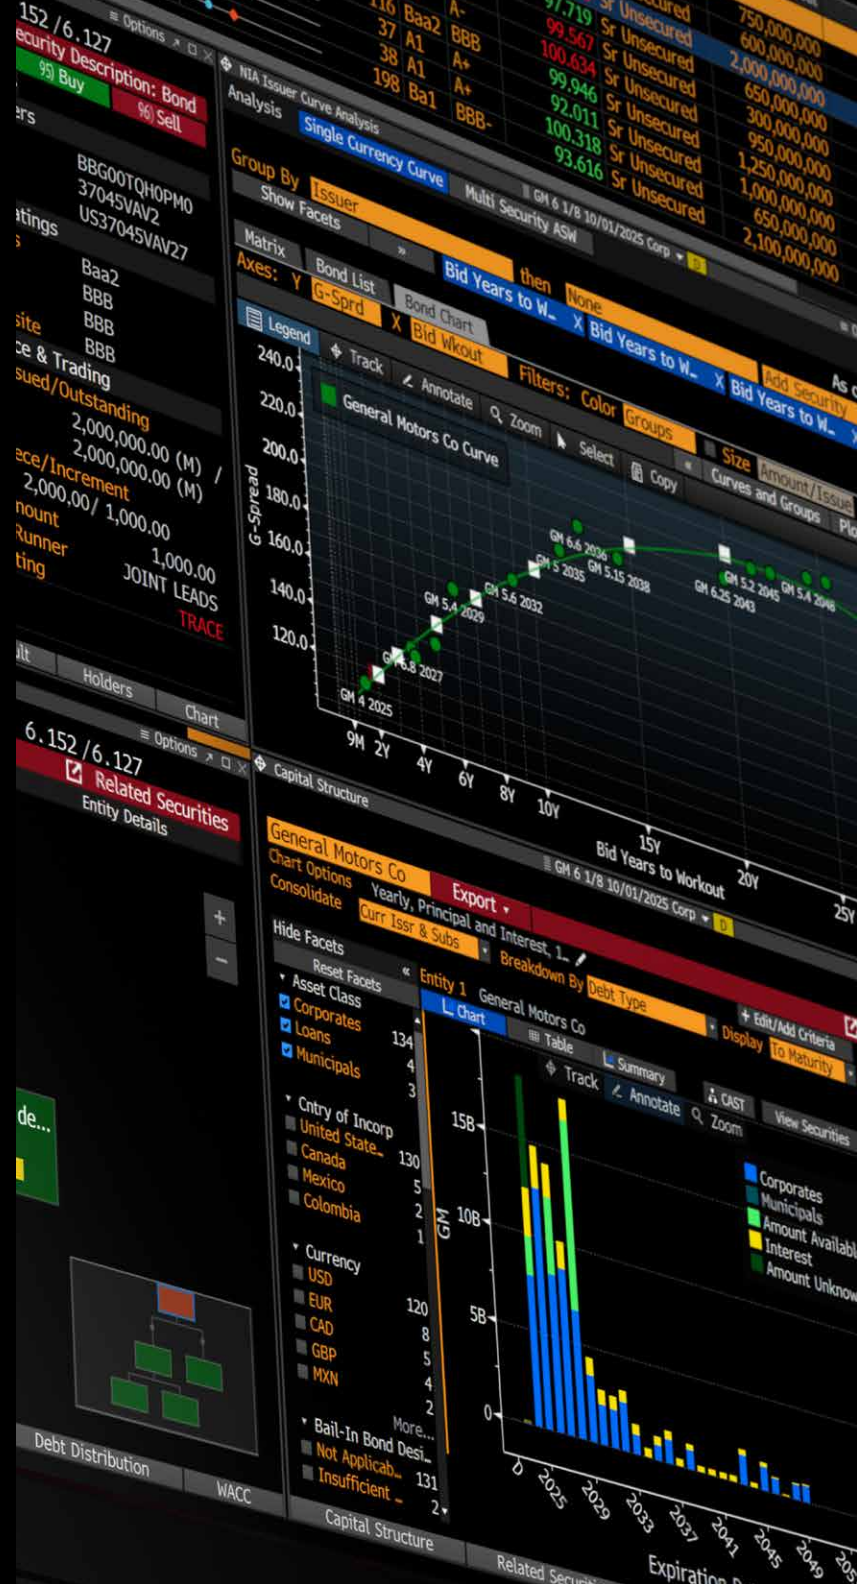 152 /6.127
≡ Options
Security Description: Bond
95) Buy
96) Sell
ers
BBG00TQH0PM0
37045VAV2
US37045VAV27
atings
Baa2
BBB
BBB
site
BBB
ce & Trading
sued/Outstanding
2,000,000.00 (M) /
2,000,000.00 (M)
ece/Increment
2,000,00/ 1,000.00
mount
1,000.00
Runner
JOINT LEADS
ting
TRACE
ult
Holders
Chart
116 Baa2 BBB
37 A1 A+
38 A1 A+
198 Ba1 BBB-
A-
97.719
99.567 Sr Unsecured
100.634 Sr Unsecured
99.946 Sr Unsecured
92.011 Sr Unsecured
100.318 Sr Unsecured
93.616 Sr Unsecured
750,000,000
600,000,000
2,000,000,000
650,000,000
300,000,000
950,000,000
1,250,000,000
1,000,000,000
650,000,000
2,100,000,000
NIA Issuer Curve Analysis
Analysis
Single Currency Curve
Multi Security ASW
GM 6 1/8 10/01/2025 Corp
D
Group By Issuer
then None
Show Facets
»
Bid Years to W… X
Bid Years to W… X
Bid Years to W…
Add Security
As o
Matrix
Bond List
Bond Chart
Axes: Y G-Sprd X Bid Wkout
Filters: Color Groups
Size Amount/Issue
Legend
Track
Annotate
Zoom
Select
Copy
«
Curves and Groups
Plo
General Motors Co Curve
G-Spread
240.0
220.0
200.0
180.0
160.0
140.0
120.0
GM 4 2025
GM 6.8 2027
GM 5.4 2029
GM 5.6 2032
GM 5 2035
GM 6.6 2036
GM 5.15 2038
GM 6.25 2043
GM 5.2 2045
GM 5.4 2048
9M 2Y 4Y 6Y 8Y 10Y 15Y 20Y 25Y
Bid Years to Workout
6.152 /6.127
≡ Options
Related Securities
Entity Details
+
−
de...
Debt Distribution
WACC
Capital Structure
GM 6 1/8 10/01/2025 Corp
D
General Motors Co
Export
Chart Options Yearly, Principal and Interest, 1…
Consolidate Curr Issr & Subs
Breakdown By Debt Type
+ Edit/Add Criteria
Display To Maturity
Hide Facets
«
Reset Facets
Asset Class
Corporates 134
Loans 4
Municipals 3
Cntry of Incorp
United State… 130
Canada 5
Mexico 2
Colombia 1
Currency
USD 120
EUR 8
CAD 5
GBP 4
MXN 2
More...
Bail-In Bond Desi…
Not Applicab… 131
Insufficient … 2
Entity 1 General Motors Co
Chart
Table
Summary
CAST
View Securities
Track
Annotate
Zoom
Corporates
Municipals
Amount Availabl
Interest
Amount Unknow
GM
15B
10B
5B
0
D 2025 2029 2033 2037 2041 2045 2049 205
Expiration D
Capital Structure
Related Securiti